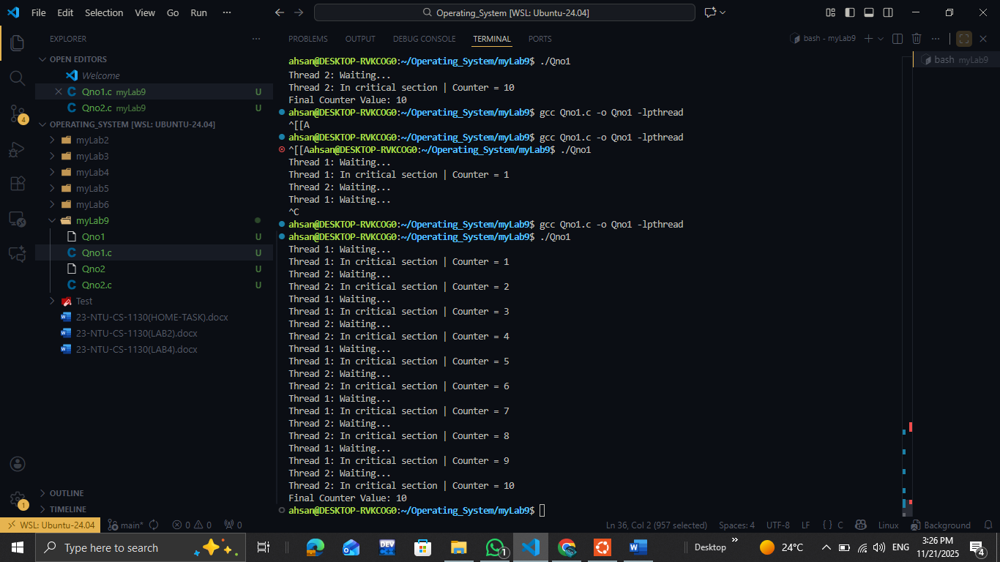 File Edit Selection View Go Run ···
Operating_System [WSL: Ubuntu-24.04]
EXPLORER ···
OPEN EDITORS
Welcome
Qno1.c myLab9 U
Qno2.c myLab9 U
OPERATING_SYSTEM [WSL: UBUNTU-24.04]
myLab2
myLab3
myLab4
myLab5
myLab6
myLab9
Qno1 U
Qno1.c U
Qno2 U
Qno2.c U
Test
23-NTU-CS-1130(HOME-TASK).docx
23-NTU-CS-1130(LAB2).docx
23-NTU-CS-1130(LAB4).docx
OUTLINE
TIMELINE
4
1
PROBLEMS OUTPUT DEBUG CONSOLE TERMINAL PORTS
bash - myLab9
bash myLab9
ahsan@DESKTOP-RVKCOG0:~/Operating_System/myLab9$ ./Qno1
Thread 2: Waiting...
Thread 2: In critical section | Counter = 10
Final Counter Value: 10
ahsan@DESKTOP-RVKCOG0:~/Operating_System/myLab9$ gcc Qno1.c -o Qno1 -lpthread
^[[A
ahsan@DESKTOP-RVKCOG0:~/Operating_System/myLab9$ gcc Qno1.c -o Qno1 -lpthread
^[[Aahsan@DESKTOP-RVKCOG0:~/Operating_System/myLab9$ ./Qno1
Thread 1: Waiting...
Thread 1: In critical section | Counter = 1
Thread 2: Waiting...
Thread 1: Waiting...
^C
ahsan@DESKTOP-RVKCOG0:~/Operating_System/myLab9$ gcc Qno1.c -o Qno1 -lpthread
ahsan@DESKTOP-RVKCOG0:~/Operating_System/myLab9$ ./Qno1
Thread 1: Waiting...
Thread 1: In critical section | Counter = 1
Thread 2: Waiting...
Thread 2: In critical section | Counter = 2
Thread 1: Waiting...
Thread 1: In critical section | Counter = 3
Thread 2: Waiting...
Thread 2: In critical section | Counter = 4
Thread 1: Waiting...
Thread 1: In critical section | Counter = 5
Thread 2: Waiting...
Thread 2: In critical section | Counter = 6
Thread 1: Waiting...
Thread 1: In critical section | Counter = 7
Thread 2: Waiting...
Thread 2: In critical section | Counter = 8
Thread 1: Waiting...
Thread 1: In critical section | Counter = 9
Thread 2: Waiting...
Thread 2: In critical section | Counter = 10
Final Counter Value: 10
ahsan@DESKTOP-RVKCOG0:~/Operating_System/myLab9$
WSL: Ubuntu-24.04 main* 0 0 0 Ln 36, Col 2 (957 selected) Spaces: 4 UTF-8 LF { } C Linux Background
Type here to search DEV 1 Desktop 24°C ENG 3:26 PM
11/21/2025 4